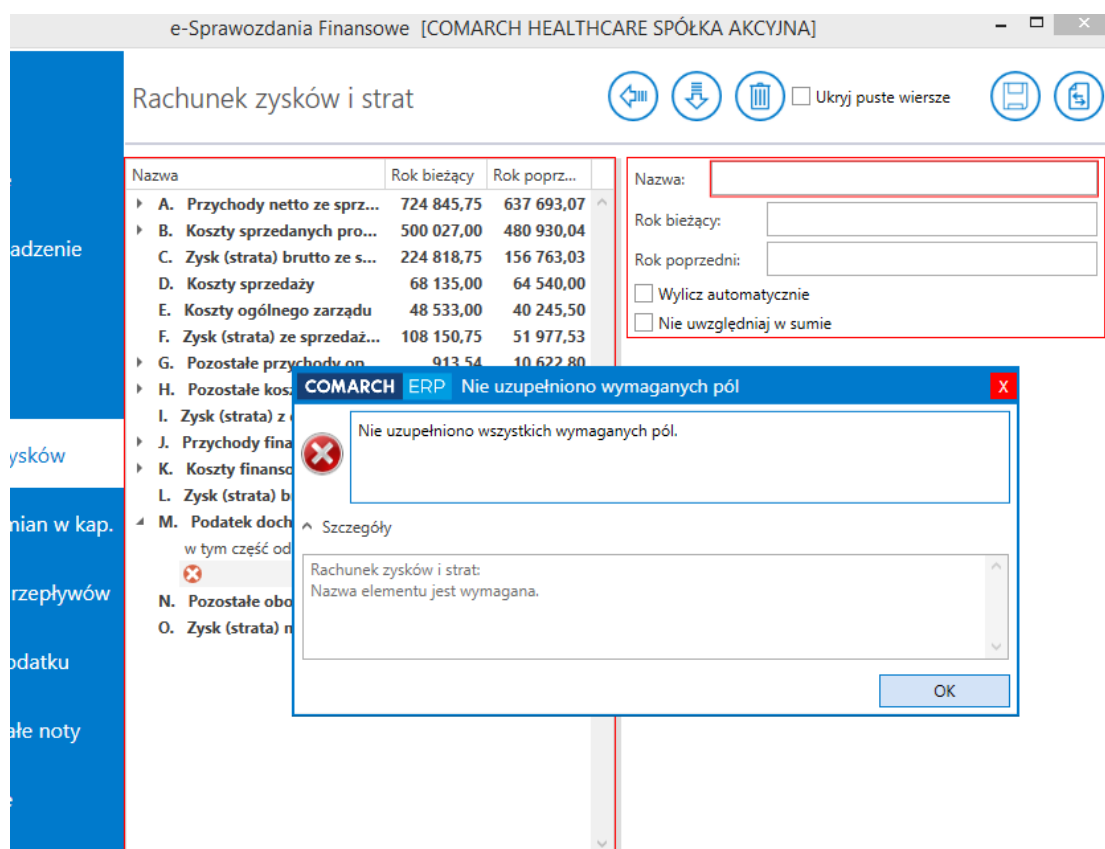 e-Sprawozdania Finansowe [COMARCH HEALTHCARE SPÓŁKA AKCYJNA]
Rachunek zysków i strat
Ukryj puste wiersze
adzenie
ysków
mian w kap.
rzepływów
odatku
ałe noty
Nazwa Rok bieżący Rok poprz...
A. Przychody netto ze sprz... 724 845,75 637 693,07
B. Koszty sprzedanych pro... 500 027,00 480 930,04
C. Zysk (strata) brutto ze s... 224 818,75 156 763,03
D. Koszty sprzedaży 68 135,00 64 540,00
E. Koszty ogólnego zarządu 48 533,00 40 245,50
F. Zysk (strata) ze sprzedaż... 108 150,75 51 977,53
G. Pozostałe przychody op 913,54 10 622,80
H. Pozostałe kosz
I. Zysk (strata) z
J. Przychody fina
K. Koszty finanso
L. Zysk (strata) b
M. Podatek doch
w tym część od
N. Pozostałe obo
O. Zysk (strata) n
Nazwa:
Rok bieżący:
Rok poprzedni:
Wylicz automatycznie
Nie uwzględniaj w sumie
COMARCH ERP Nie uzupełniono wymaganych pól X
Nie uzupełniono wszystkich wymaganych pól.
Szczegóły
Rachunek zysków i strat:
Nazwa elementu jest wymagana.
OK